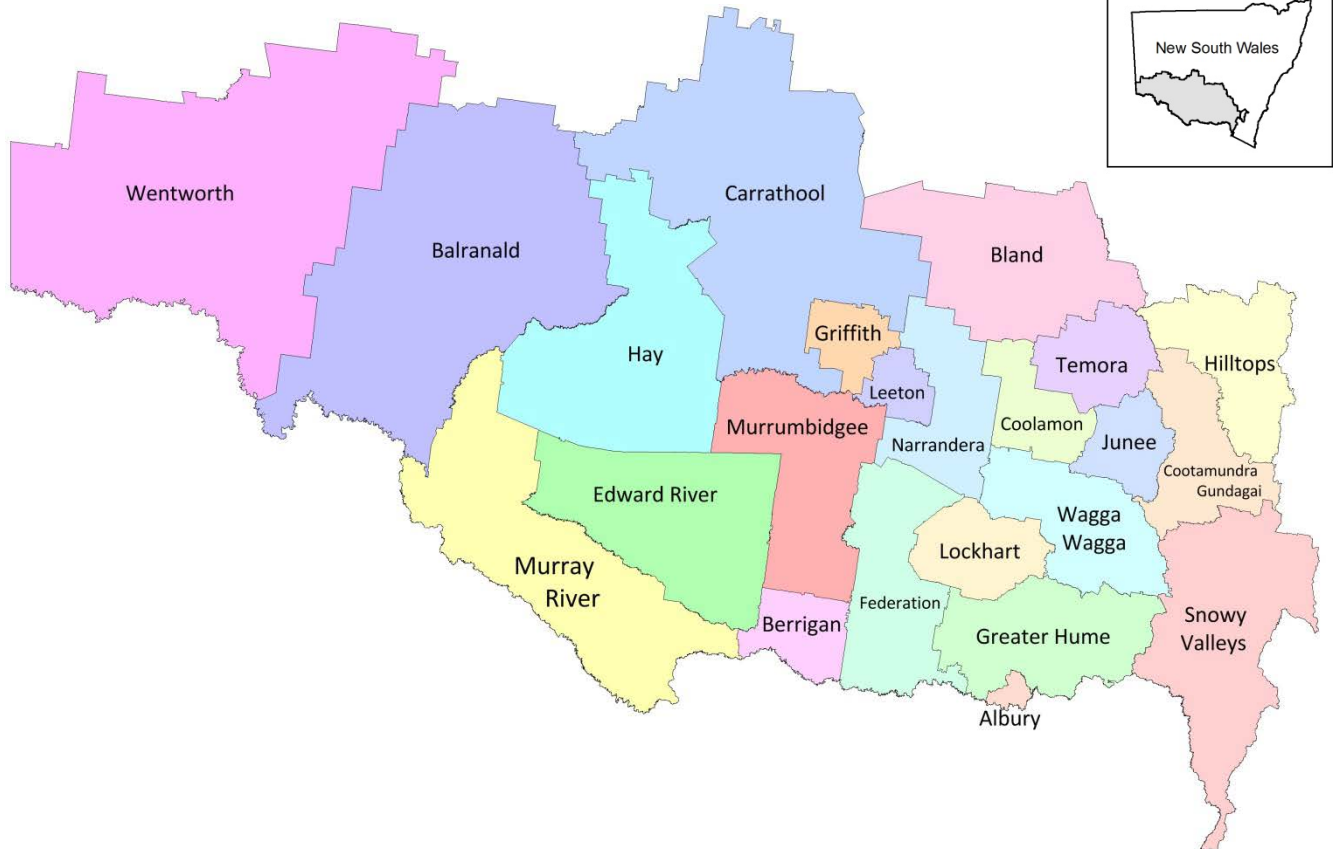 New South Wales
Wentworth
Carrathool
Balranald
Bland
Griffith
Hay
Temora
Hilltops
Leeton
Murrumbidgee
Coolamon
Narrandera
Junee
Cootamundra
Gundagai
Edward River
Wagga
Wagga
Lockhart
Murray
River
Federation
Berrigan
Greater Hume
Snowy
Valleys
Albury